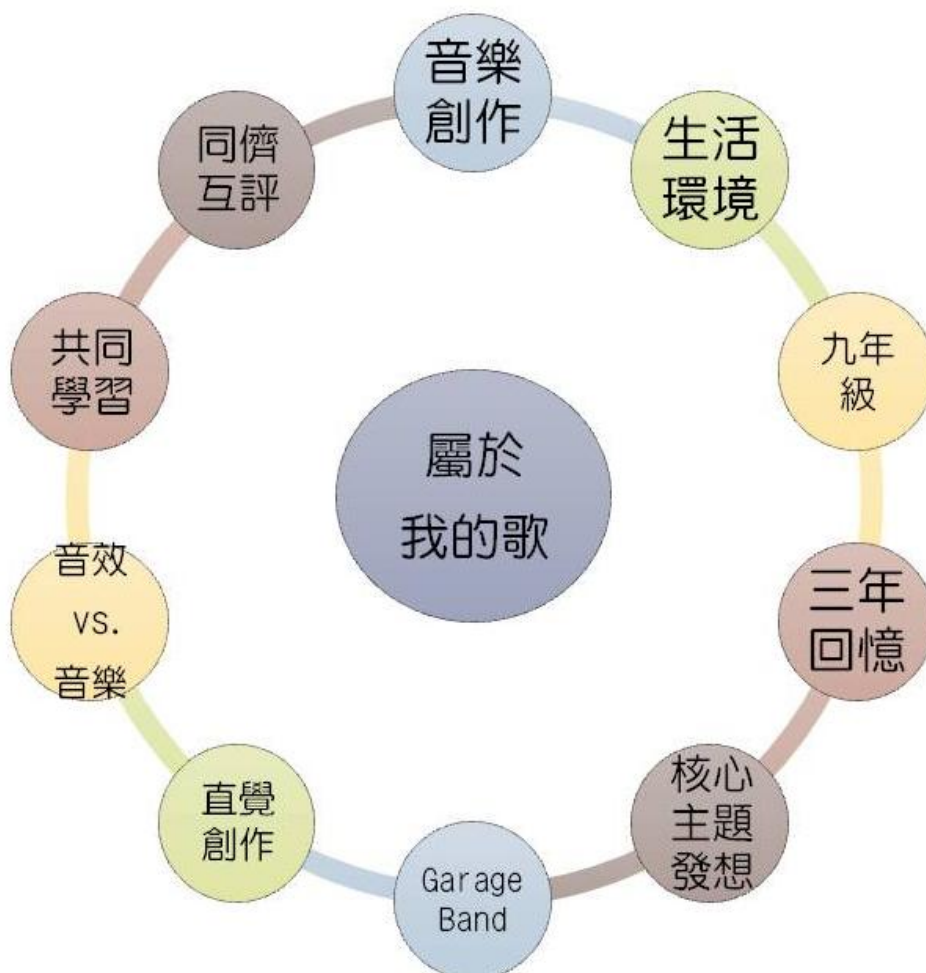 音樂
創作
生活
環境
九年
級
三年
回憶
核心
主題
發想
Garage
Band
直覺
創作
音效
vs.
音樂
共同
學習
同儕
互評
屬於
我的歌